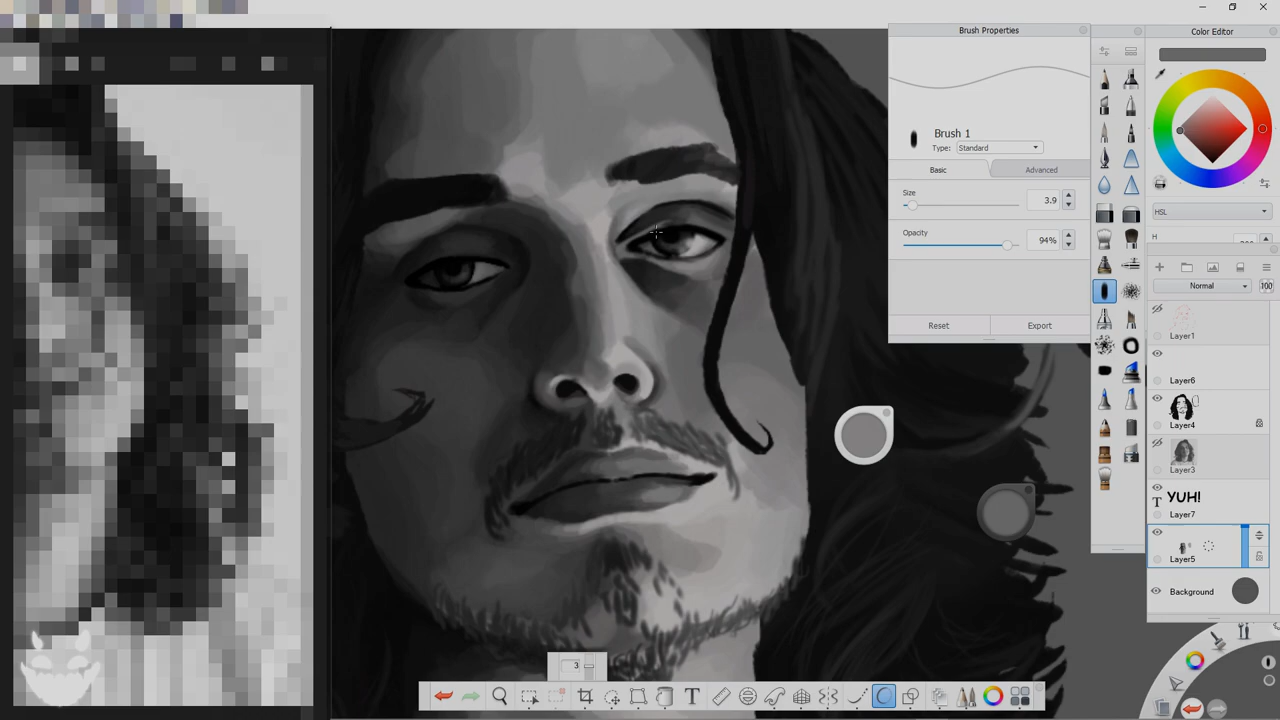 Brush Properties
Color Editor
Brush 1
Type: Standard
Basic
Advanced
Size
3.9
Opacity
94%
Reset
Export
HSL
H
Normal
100
Layer1
Layer6
Layer4
Layer3
T YUH!
Layer7
Layer5
Background
3
T